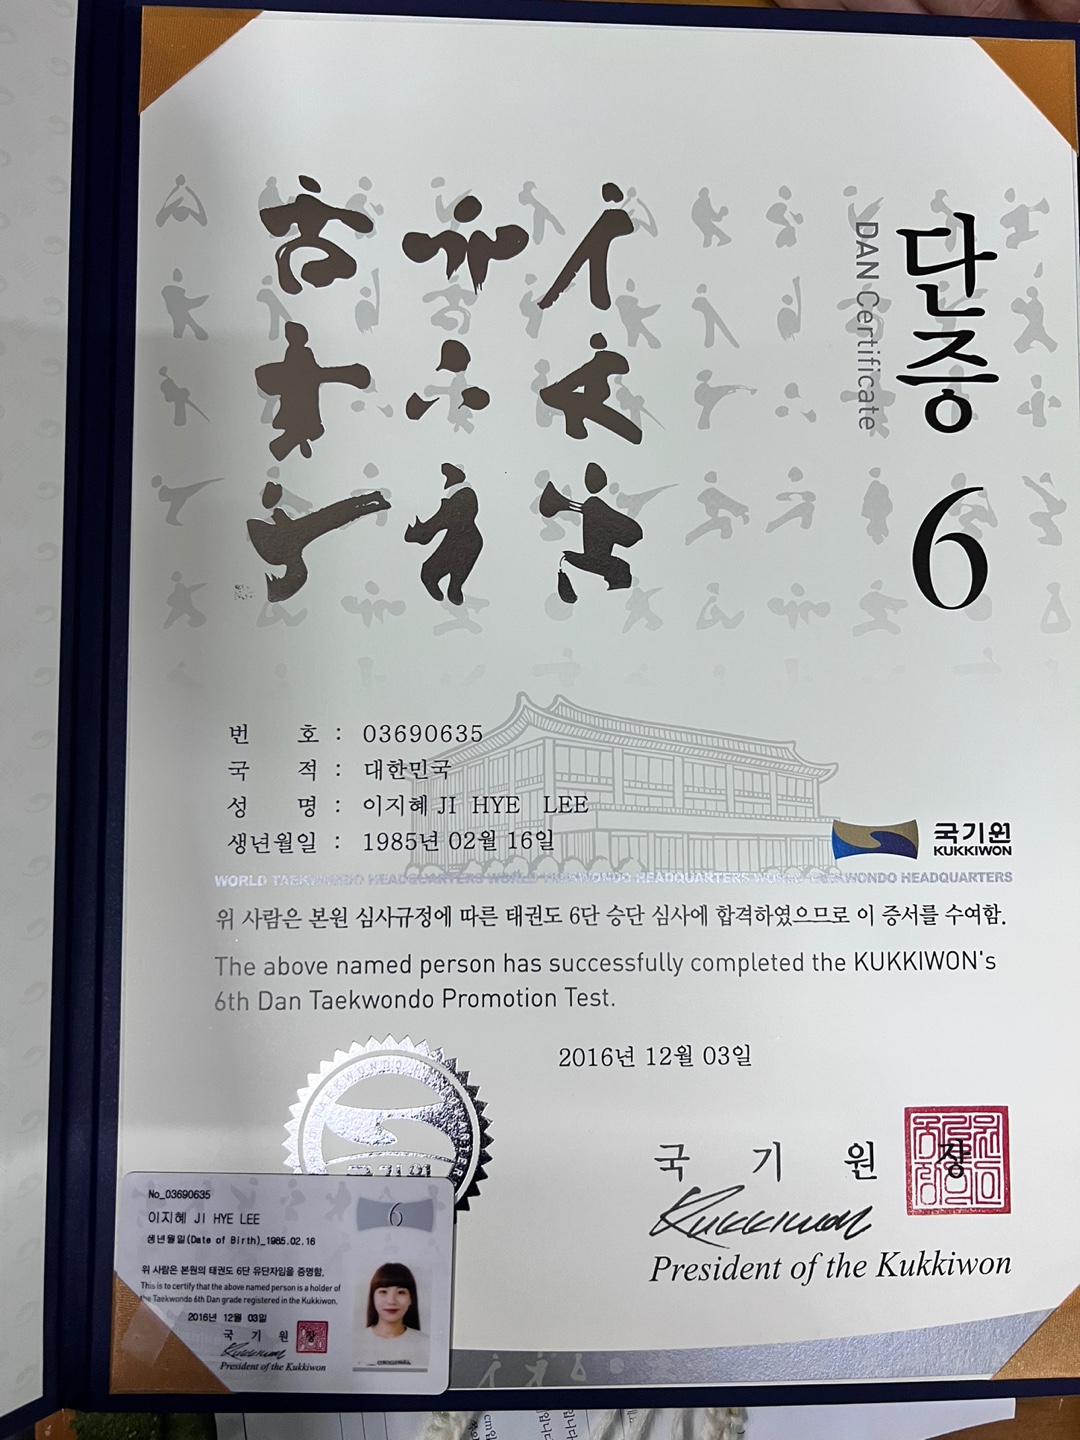 단증 6
DAN Certificate
번 호 : 03690635
국 적 : 대한민국
성 명 : 이지혜 JI HYE LEE
생년월일 : 1985년 02월 16일
국기원
KUKKIWON
WORLD TAEKWONDO HEADQUARTERS WORLD TAEKWONDO HEADQUARTERS WORLD TAEKWONDO HEADQUARTERS
위 사람은 본원 심사규정에 따른 태권도 6단 승단 심사에 합격하였으므로 이 증서를 수여함.
The above named person has successfully completed the KUKKIWON's
6th Dan Taekwondo Promotion Test.
2016년 12월 03일
국 기 원 장
Kukkiwon
President of the Kukkiwon
No_03690635
6
이지혜 JI HYE LEE
생년월일(Date of Birth)_1985.02.16
위 사람은 본원의 태권도 6단 유단자임을 증명함.
This is to certify that the above named person is a holder of
the Taekwondo 6th Dan grade registered in the Kukkiwon.
2016년 12월 03일
국 기 원 장
Kukkiwon
President of the Kukkiwon